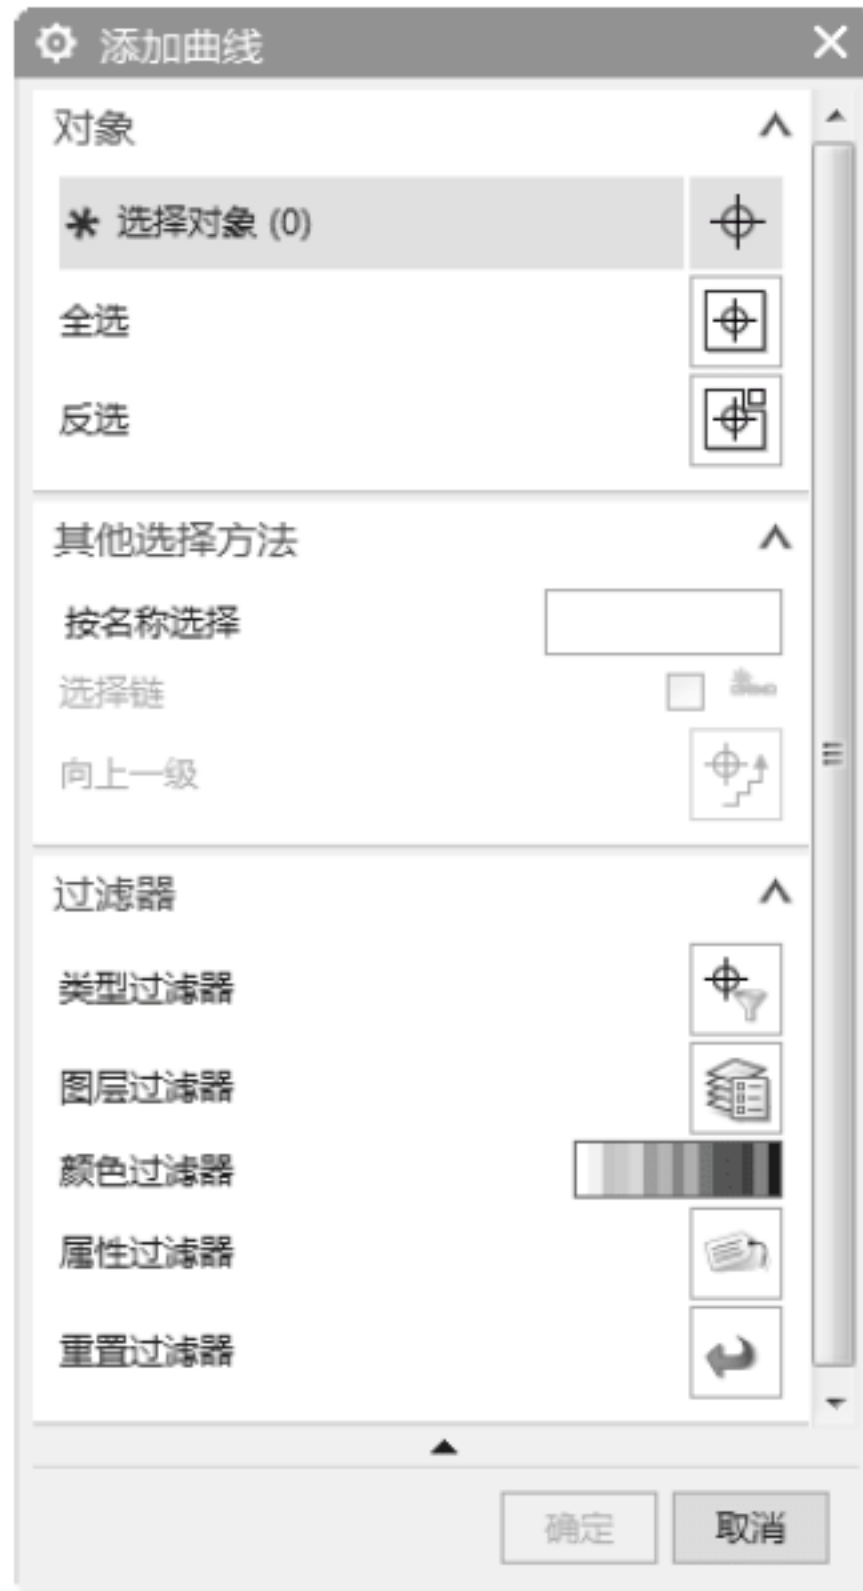 添加曲线
对象
* 选择对象 (0)
全选
反选
其他选择方法
按名称选择
选择链
向上一级
过滤器
类型过滤器
图层过滤器
颜色过滤器
属性过滤器
重置过滤器
确定 取消